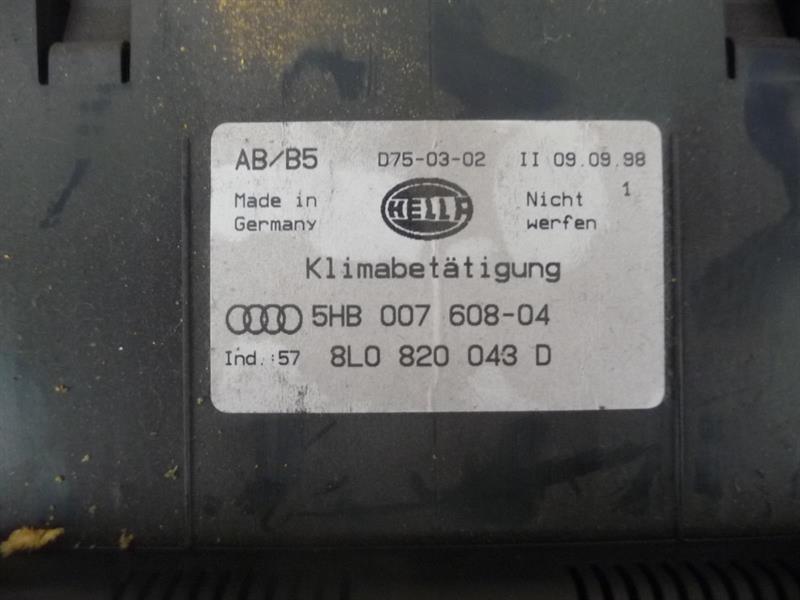 AB/B5 D75-03-02 II 09.09.98
Made in Germany HELLA Nicht werfen 1
Klimabetätigung
5HB 007 608-04
Ind.:57 8L0 820 043 D